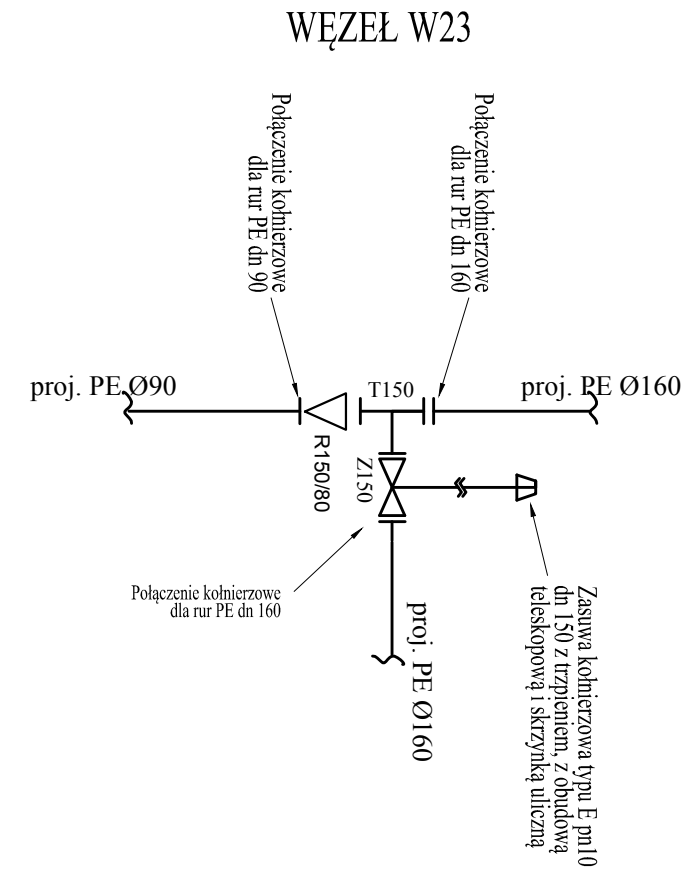 WĘZEŁ W23
Połączenie kołnierzowe
dla rur PE dn 90
Połączenie kołnierzowe
dla rur PE dn 160
proj. PE Ø90
T150
proj. PE Ø160
R150/80
Z150
Połączenie kołnierzowe
dla rur PE dn 160
proj. PE Ø160
Zasuwa kołnierzowa typu E pn10
dn 150 z trzpieniem, z obudową
teleskopową i skrzynką uliczną